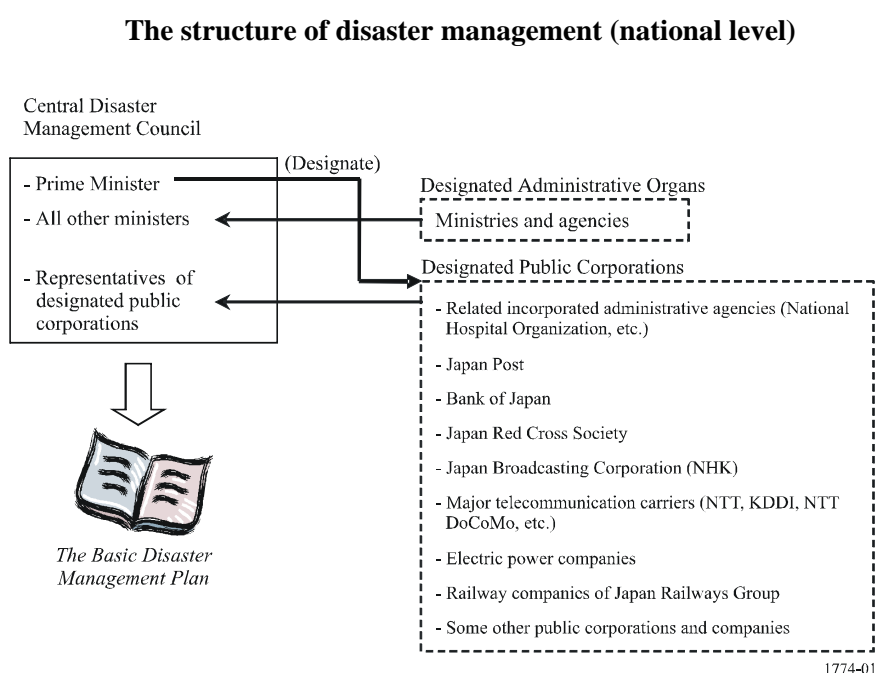 The structure of disaster management (national level)
Central Disaster
Management Council
(Designate)
- Prime Minister
- All other ministers
- Representatives of
designated public
corporations
The Basic Disaster
Management Plan
Designated Administrative Organs
Ministries and agencies
Designated Public Corporations
- Related incorporated administrative agencies (National
Hospital Organization, etc.)
- Japan Post
- Bank of Japan
- Japan Red Cross Society
- Japan Broadcasting Corporation (NHK)
- Major telecommunication carriers (NTT, KDDI, NTT
DoCoMo, etc.)
- Electric power companies
- Railway companies of Japan Railways Group
- Some other public corporations and companies
1774-01